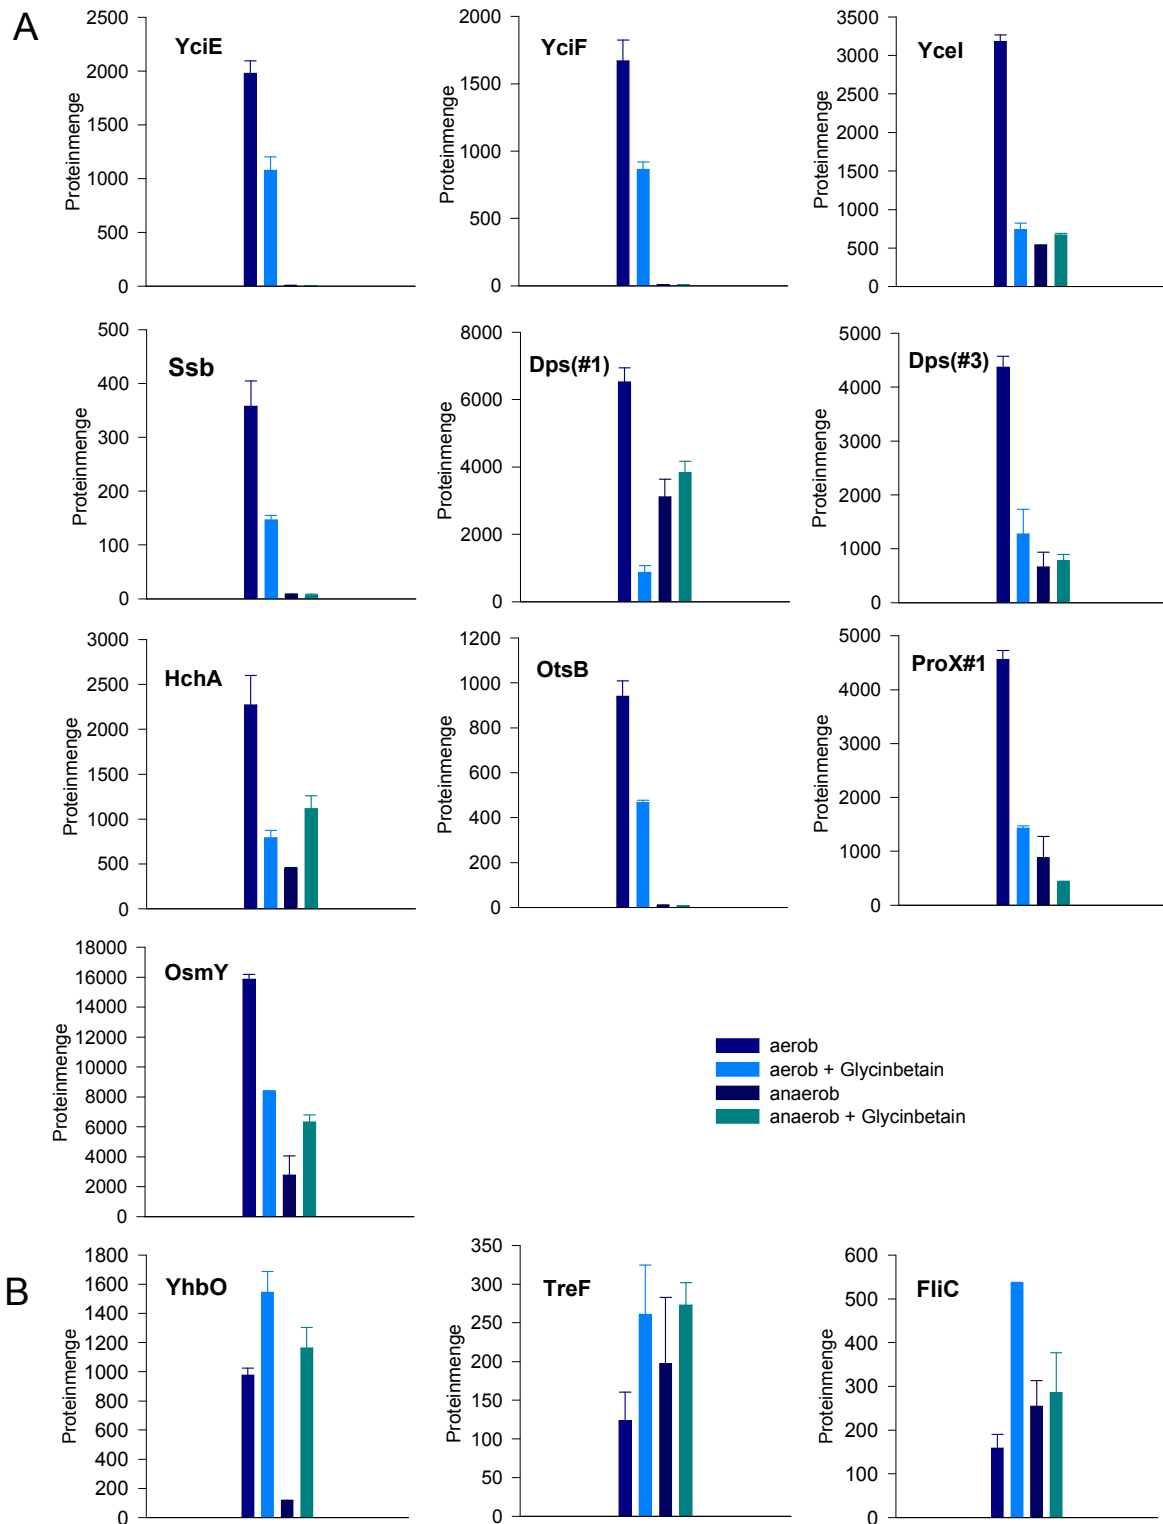 A
YciE
Proteinmenge
2500
2000
1500
1000
500
0
YciF
Proteinmenge
2000
1500
1000
500
0
YceI
Proteinmenge
3500
3000
2500
2000
1500
1000
500
0
Ssb
Proteinmenge
500
400
300
200
100
0
Dps(#1)
Proteinmenge
8000
6000
4000
2000
0
Dps(#3)
Proteinmenge
5000
4000
3000
2000
1000
0
HchA
Proteinmenge
3000
2500
2000
1500
1000
500
0
OtsB
Proteinmenge
1200
1000
800
600
400
200
0
ProX#1
Proteinmenge
5000
4000
3000
2000
1000
0
OsmY
Proteinmenge
18000
16000
14000
12000
10000
8000
6000
4000
2000
0
aerob
aerob + Glycinbetain
anaerob
anaerob + Glycinbetain
B
YhbO
Proteinmenge
1800
1600
1400
1200
1000
800
600
400
200
0
TreF
Proteinmenge
350
300
250
200
150
100
50
0
FliC
Proteinmenge
600
500
400
300
200
100
0